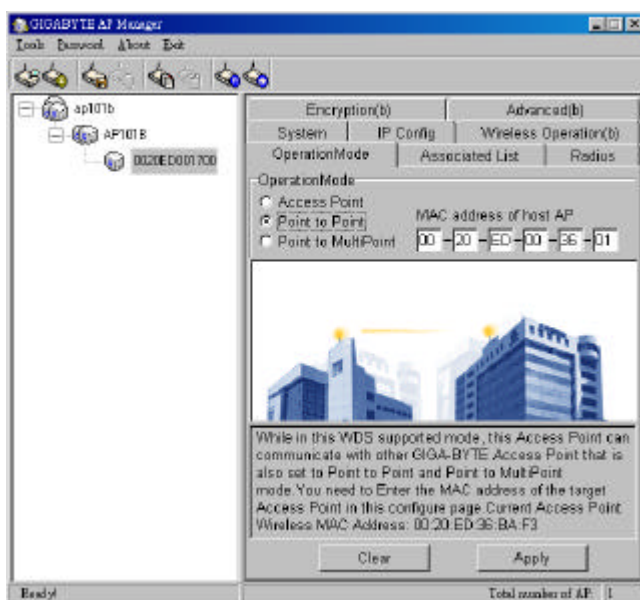 GIGABYTE AP Manager
Tools Password About Exit
ap101b
AP101B
0020ED001700
Encryption(b) Advanced(b)
System IP Config Wireless Operation(b)
OperationMode Associated List Radius
OperationMode
Access Point
Point to Point
Point to MultiPoint
MAC address of host AP
00 - 20 - ED - 00 - 36 - 01
While in this WDS supported mode, this Access Point can
communicate with other GIGA-BYTE Access Point that is
also set to Point to Point and Point to MultiPoint
mode.You need to Enter the MAC address of the target
Access Point in this configure page.Current Access Point
Wireless MAC Address: 00:20:ED:36:BA:F3
Clear Apply
Ready! Total number of AP: 1